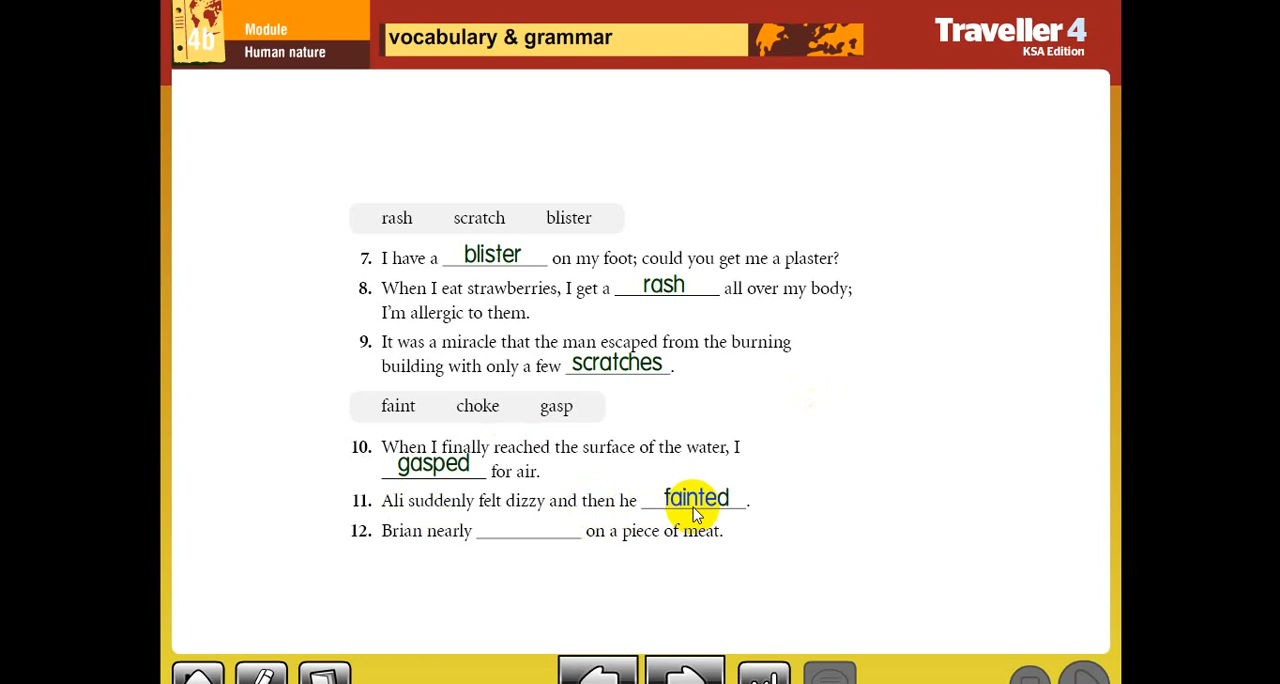 4b
Module
Human nature
vocabulary & grammar
Traveller 4
KSA Edition
rash scratch blister
7. I have a blister on my foot; could you get me a plaster?
8. When I eat strawberries, I get a rash all over my body;
I'm allergic to them.
9. It was a miracle that the man escaped from the burning
building with only a few scratches.
faint choke gasp
10. When I finally reached the surface of the water, I
gasped for air.
11. Ali suddenly felt dizzy and then he fainted.
12. Brian nearly __________ on a piece of meat.